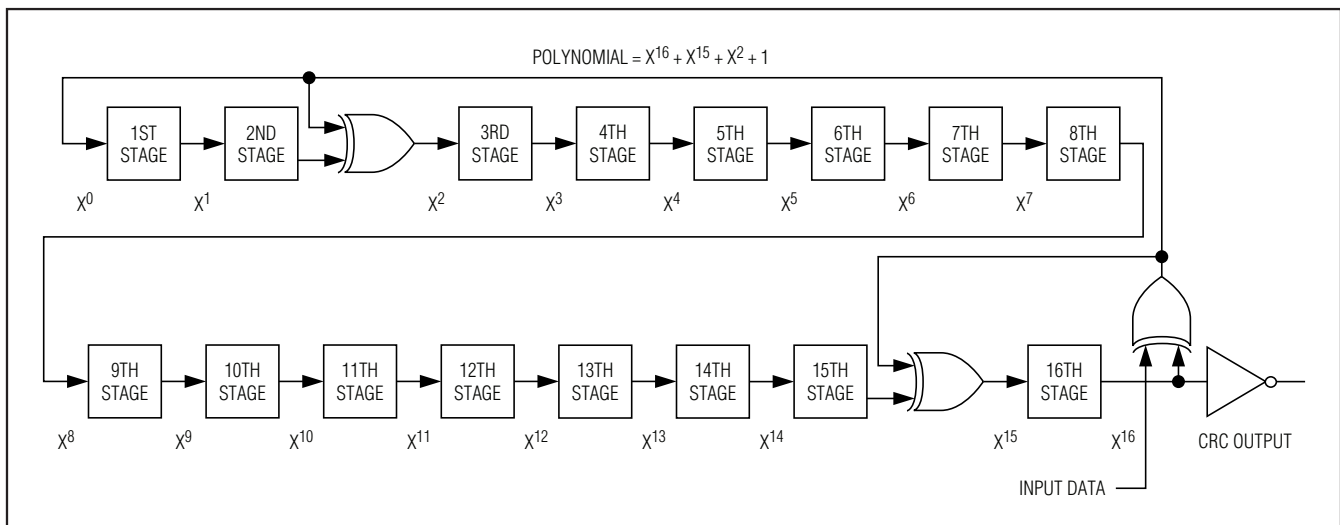 POLYNOMIAL = X¹⁶ + X¹⁵ + X² + 1
1ST
STAGE
2ND
STAGE
3RD
STAGE
4TH
STAGE
5TH
STAGE
6TH
STAGE
7TH
STAGE
8TH
STAGE
X⁰
X¹
X²
X³
X⁴
X⁵
X⁶
X⁷
9TH
STAGE
10TH
STAGE
11TH
STAGE
12TH
STAGE
13TH
STAGE
14TH
STAGE
15TH
STAGE
16TH
STAGE
X⁸
X⁹
X¹⁰
X¹¹
X¹²
X¹³
X¹⁴
X¹⁵
X¹⁶
CRC OUTPUT
INPUT DATA